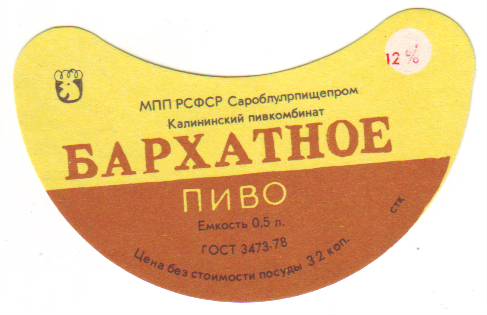 12%
МПП РСФСР Сароблулрпищепром
Калининский пивкомбинат
БАРХАТНОЕ
ПИВО
Емкость 0,5 л.
ГОСТ 3473-78
Цена без стоимости посуды 32 коп.
стк